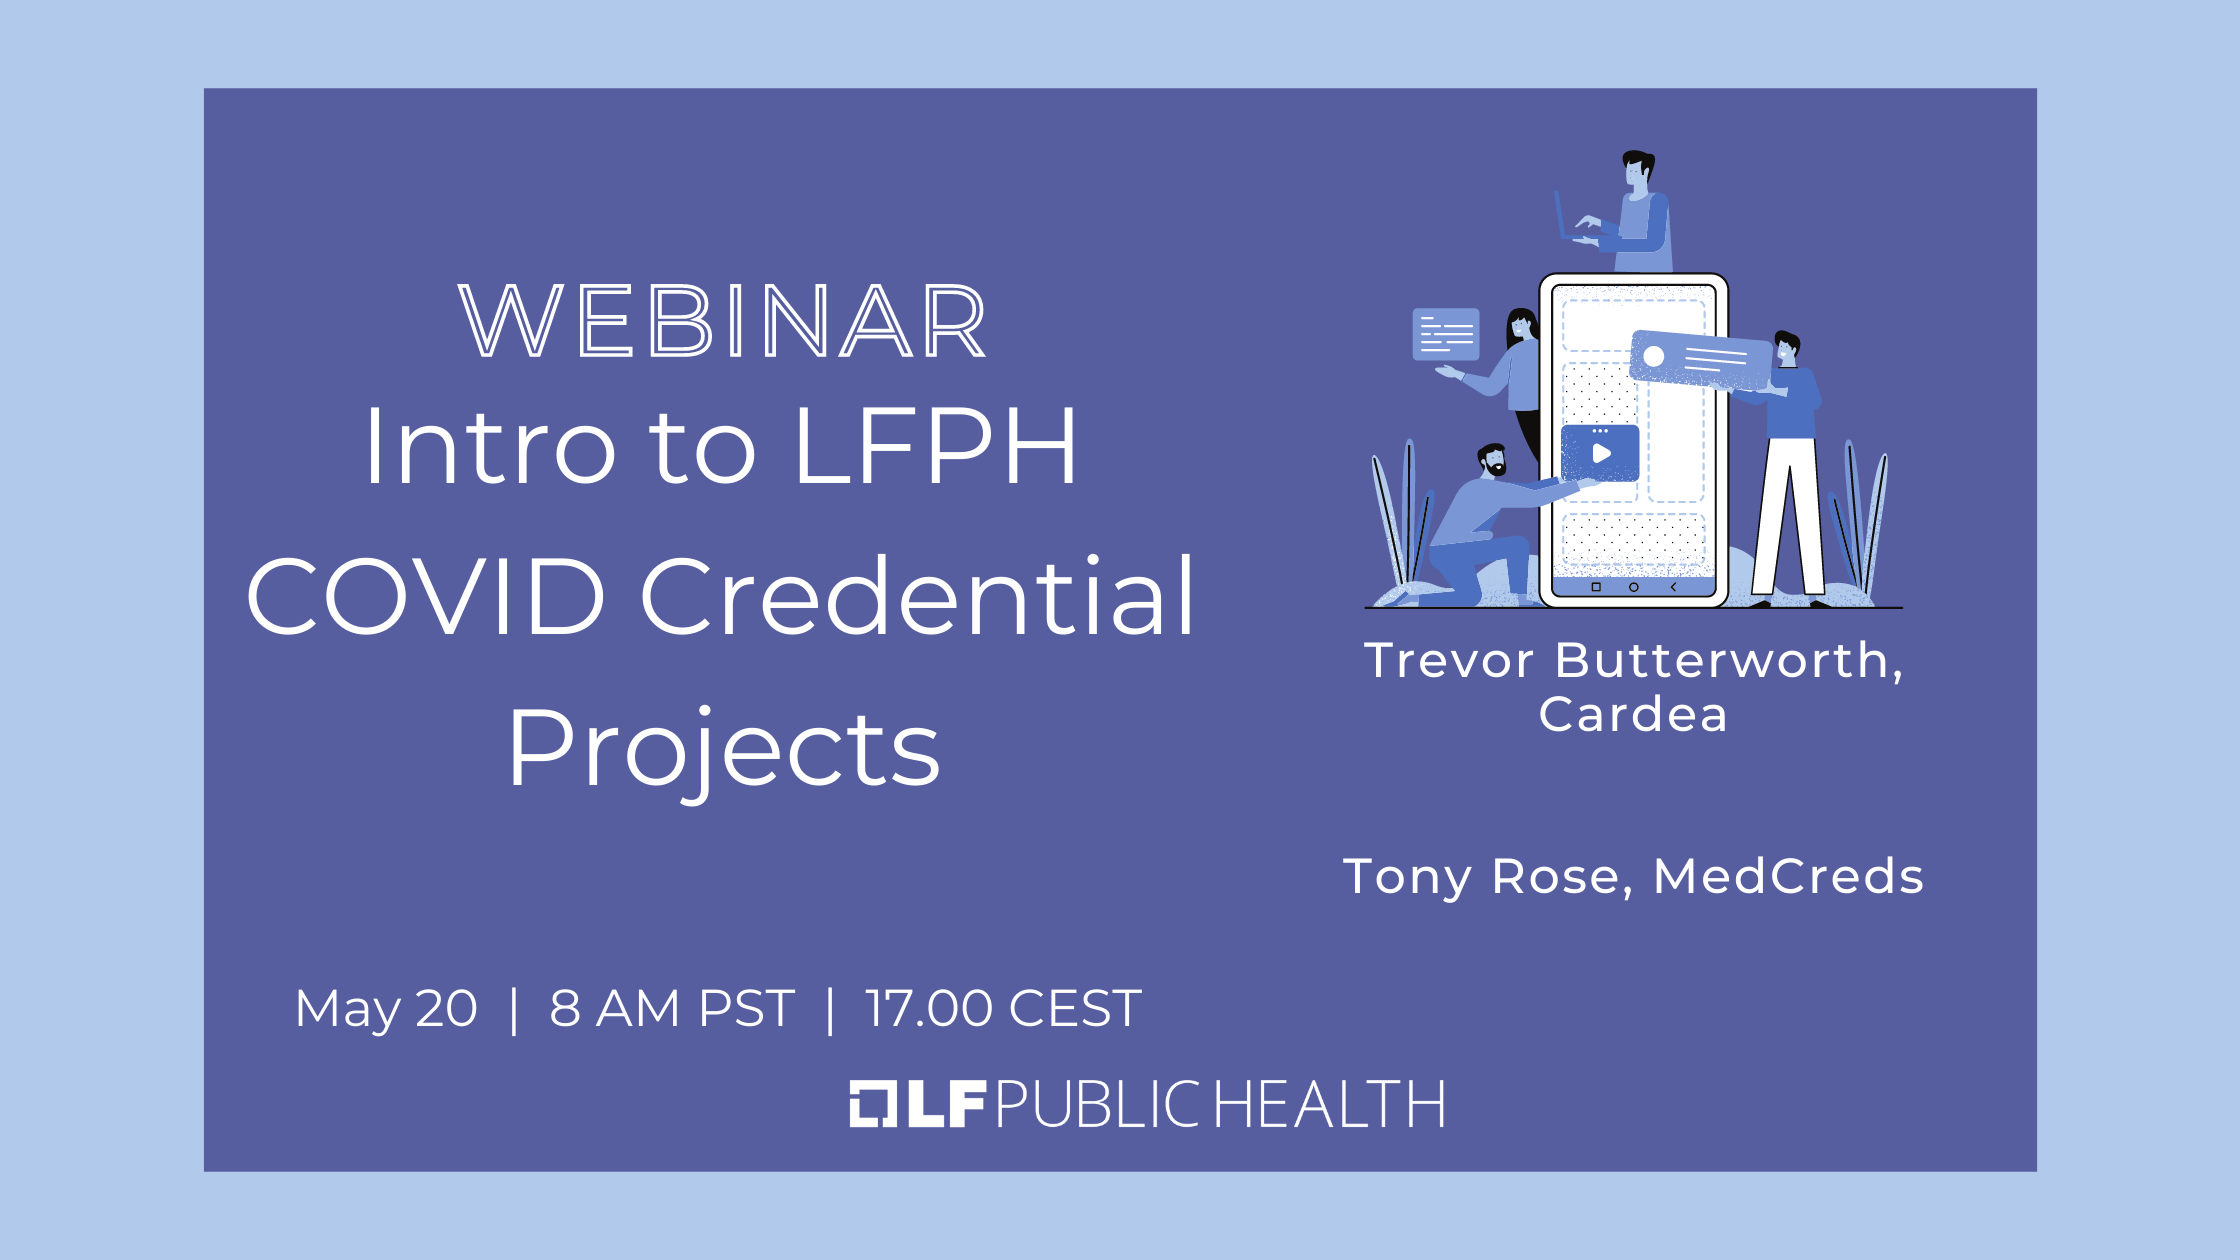 WEBINAR
Intro to LFPH
COVID Credential
Projects
May 20 | 8 AM PST | 17.00 CEST
Trevor Butterworth,
Cardea
Tony Rose, MedCreds
LF PUBLIC HEALTH